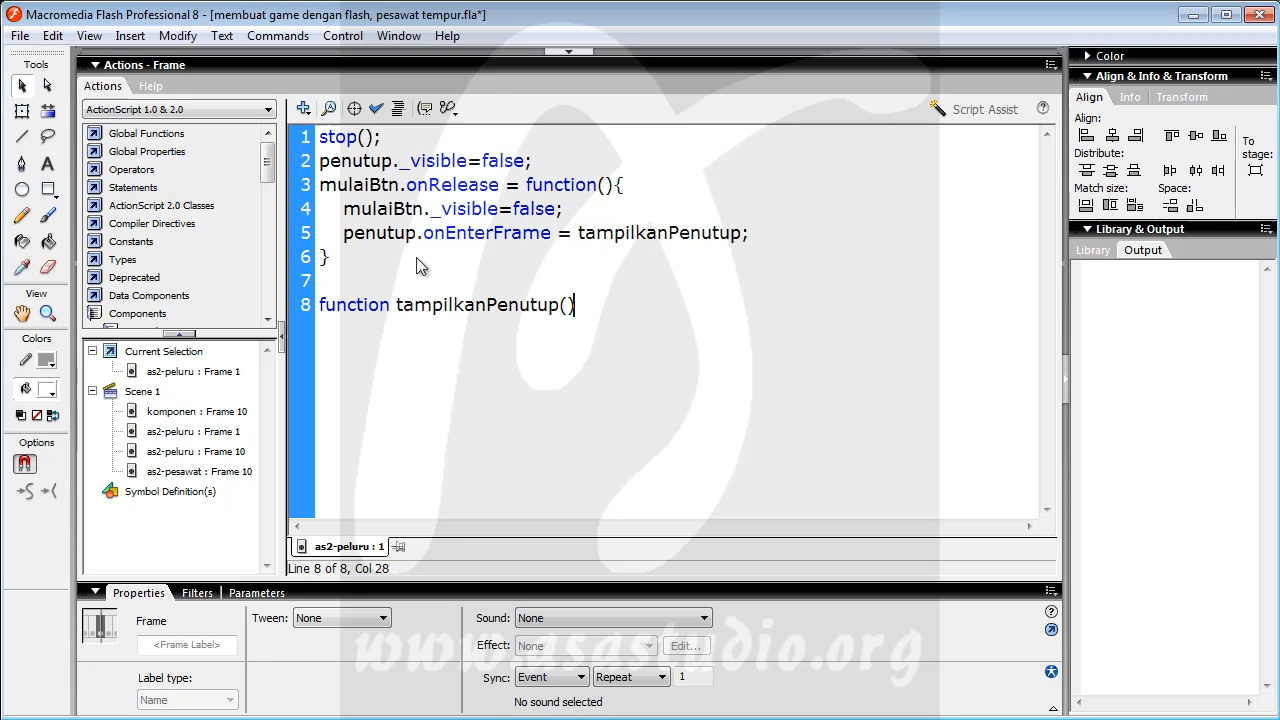 Macromedia Flash Professional 8 - [membuat game dengan flash, pesawat tempur.fla*]
File Edit View Insert Modify Text Commands Control Window Help
Tools
View
Colors
Options
Actions - Frame
Actions Help
ActionScript 1.0 & 2.0
Global Functions
Global Properties
Operators
Statements
ActionScript 2.0 Classes
Compiler Directives
Constants
Types
Deprecated
Data Components
Components
Current Selection
as2-peluru : Frame 1
Scene 1
komponen : Frame 10
as2-peluru : Frame 1
as2-peluru : Frame 10
as2-pesawat : Frame 10
Symbol Definition(s)
Script Assist
1 stop();
2 penutup._visible=false;
3 mulaiBtn.onRelease = function(){
4 mulaiBtn._visible=false;
5 penutup.onEnterFrame = tampilkanPenutup;
6 }
7
8 function tampilkanPenutup()
as2-peluru : 1
Line 8 of 8, Col 28
Properties Filters Parameters
Frame
<Frame Label>
Label type:
Name
Tween: None
Sound: None
Effect: None Edit...
Sync: Event Repeat 1
No sound selected
Color
Align & Info & Transform
Align Info Transform
Align:
Distribute:
Match size: Space:
To stage:
Library & Output
Library Output
www.asastudio.org